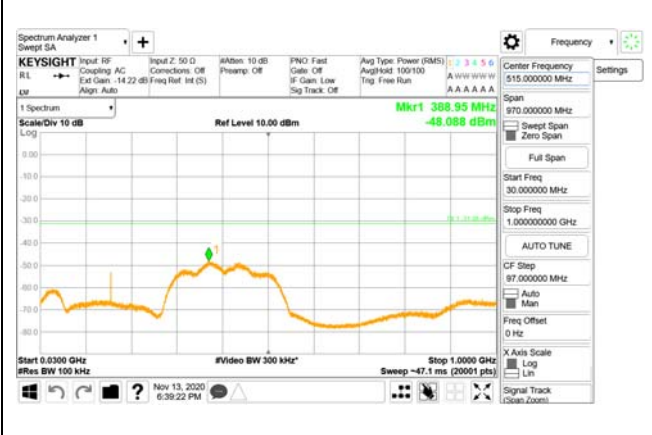 Spectrum Analyzer 1
Swept SA
Frequency
KEYSIGHT
RL
Input: RF
Coupling: AC
Align: Auto
Input Z: 50 Ω
Corrections: Off
Freq Ref: Int (S)
Ext Gain: -14.22 dB
#Atten: 10 dB
Preamp: Off
PNO: Fast
Gate: Off
IF Gain: Low
Sig Track: Off
Avg Type: Power (RMS)
Avg|Hold: 100/100
Trig: Free Run
1 2 3 4 5 6
A W W W W W
A A A A A A
1 Spectrum
Scale/Div 10 dB
Log
Ref Level 10.00 dBm
Mkr1 388.95 MHz
-48.088 dBm
0.00
-10.0
-20.0
-30.0
-40.0
-50.0
-60.0
-70.0
-80.0
1
Start 0.0300 GHz
#Res BW 100 kHz
#Video BW 300 kHz*
Stop 1.0000 GHz
Sweep ~47.1 ms (20001 pts)
Nov 13, 2020
6:39:22 PM
?
Center Frequency
515.000000 MHz
Settings
Span
970.000000 MHz
Swept Span
Zero Span
Full Span
Start Freq
30.000000 MHz
Stop Freq
1.000000000 GHz
AUTO TUNE
CF Step
97.000000 MHz
Auto
Man
Freq Offset
0 Hz
X Axis Scale
Log
Lin
Signal Track
(Span Zoom)